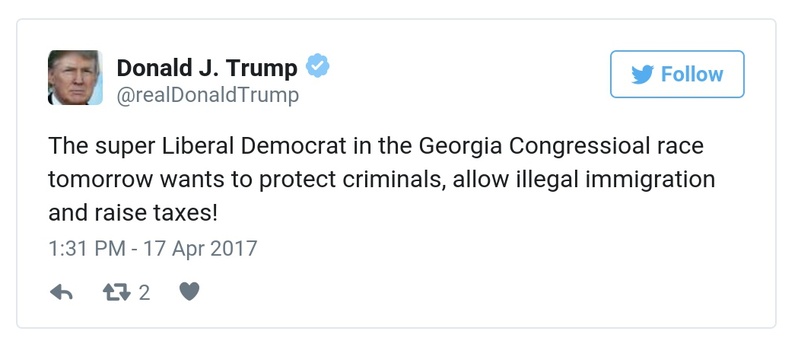 Donald J. Trump
@realDonaldTrump
Follow
The super Liberal Democrat in the Georgia Congressioal race
tomorrow wants to protect criminals, allow illegal immigration
and raise taxes!
1:31 PM - 17 Apr 2017
2